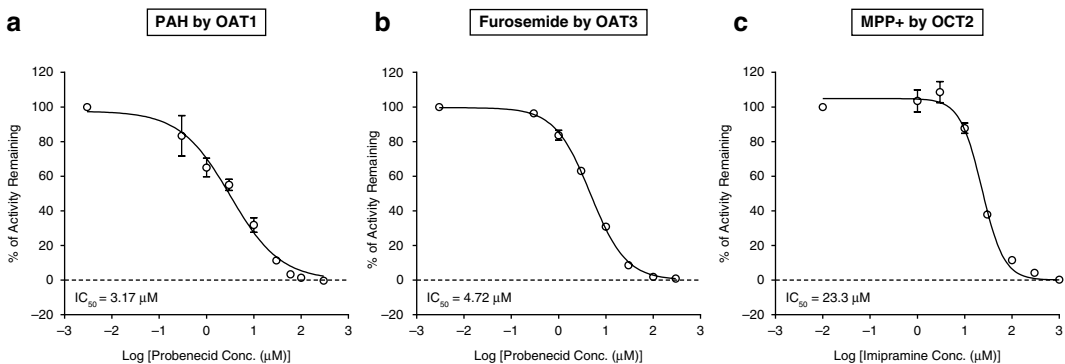 a
PAH by OAT1
% of Activity Remaining
120
100
80
60
40
20
0
−20
IC50 = 3.17 µM
−3 −2 −1 0 1 2 3
Log [Probenecid Conc. (µM)]
b
Furosemide by OAT3
% of Activity Remaining
120
100
80
60
40
20
0
−20
IC50 = 4.72 µM
−3 −2 −1 0 1 2 3
Log [Probenecid Conc. (µM)]
c
MPP+ by OCT2
% of Activity Remaining
120
100
80
60
40
20
0
−20
IC50 = 23.3 µM
−3 −2 −1 0 1 2 3
Log [Imipramine Conc. (µM)]